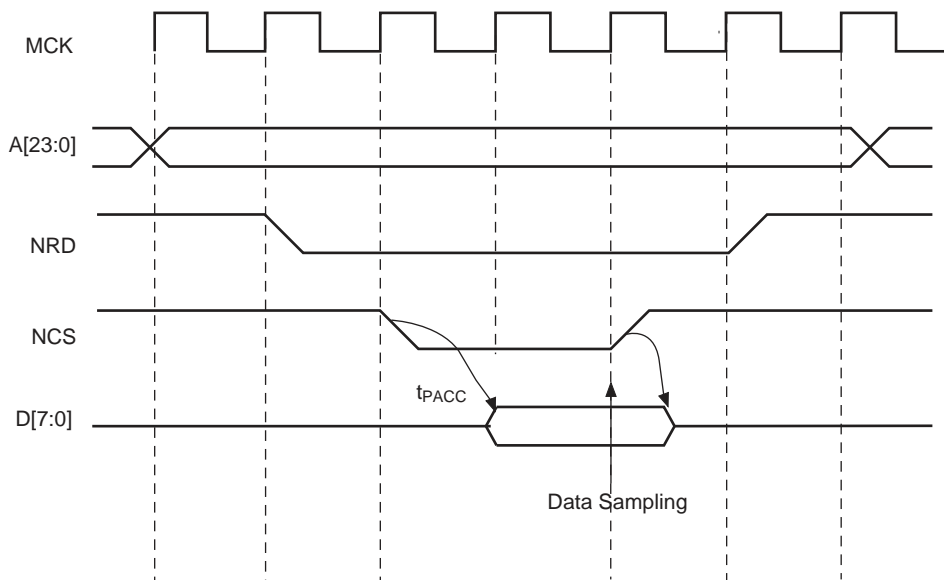 MCK
A[23:0]
NRD
NCS
tPACC
D[7:0]
Data Sampling